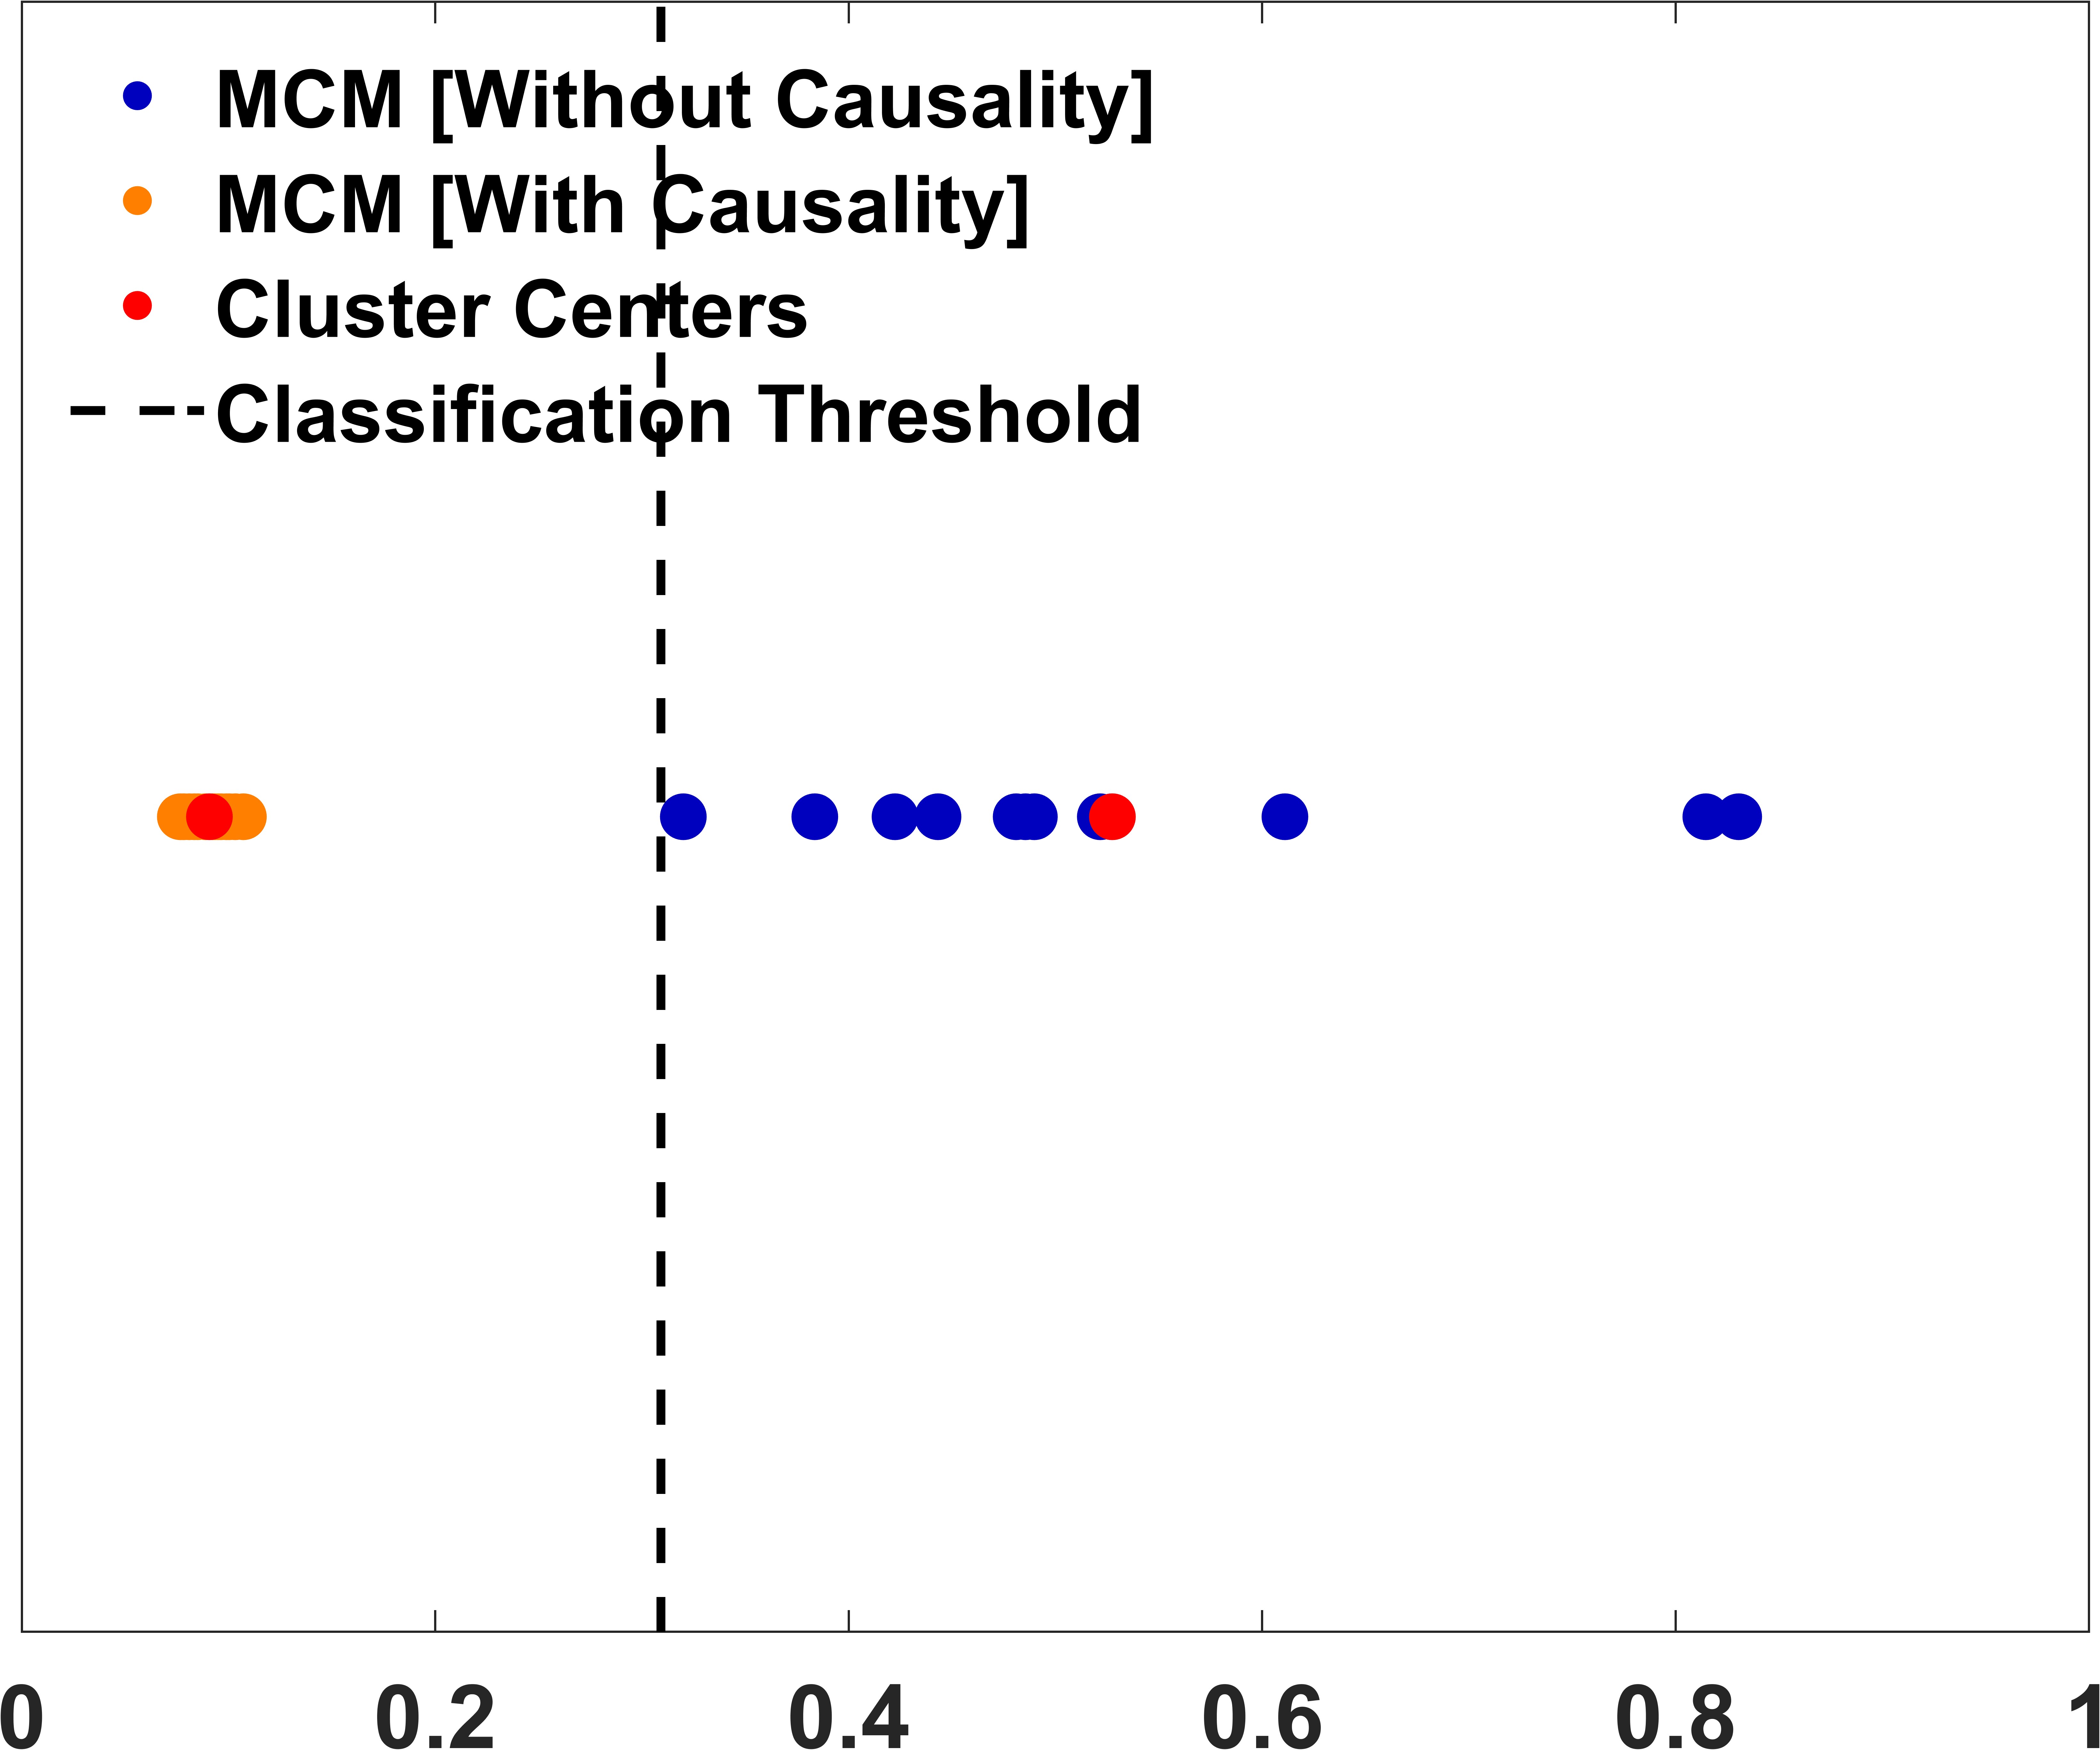 MCM [Without Causality]
MCM [With Causality]
Cluster Centers
Classification Threshold
0 0.2 0.4 0.6 0.8 1